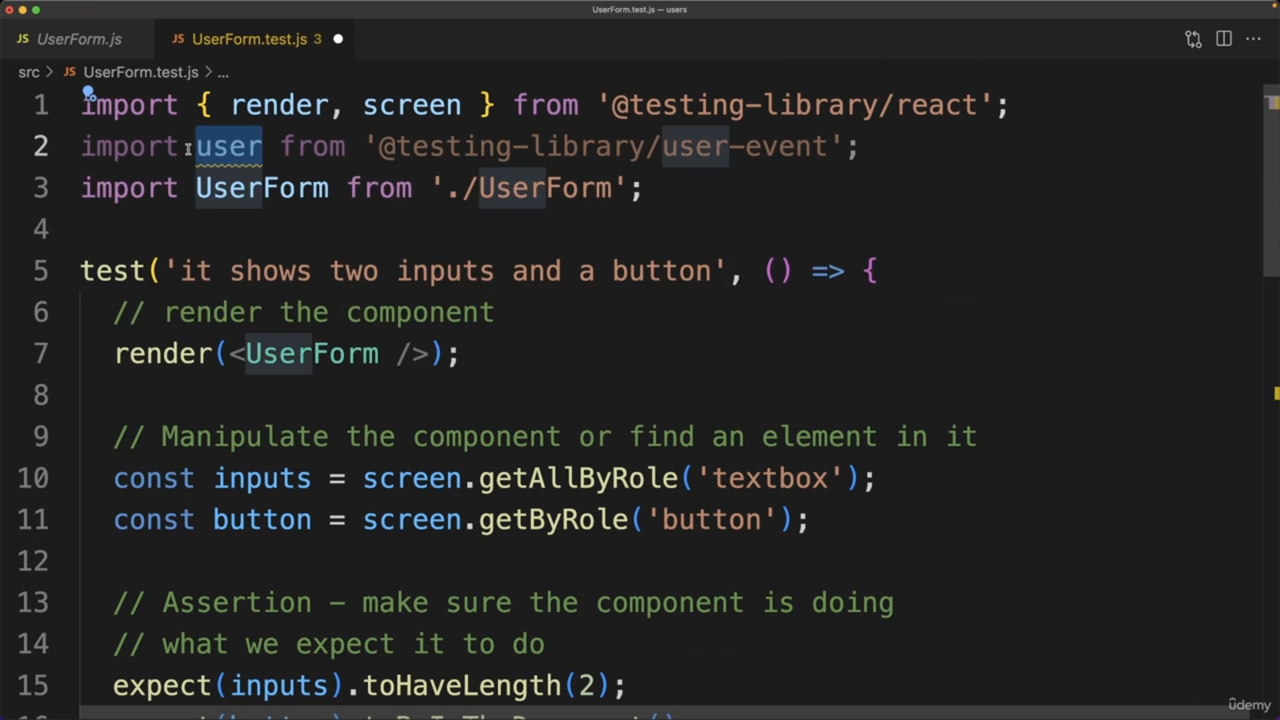 UserForm.test.js — users
JS UserForm.js
JS UserForm.test.js 3
src > JS UserForm.test.js > ...
1 import { render, screen } from '@testing-library/react';
2 import user from '@testing-library/user-event';
3 import UserForm from './UserForm';
4
5 test('it shows two inputs and a button', () => {
6 // render the component
7 render(<UserForm />);
8
9 // Manipulate the component or find an element in it
10 const inputs = screen.getAllByRole('textbox');
11 const button = screen.getByRole('button');
12
13 // Assertion – make sure the component is doing
14 // what we expect it to do
15 expect(inputs).toHaveLength(2);
ûdemy